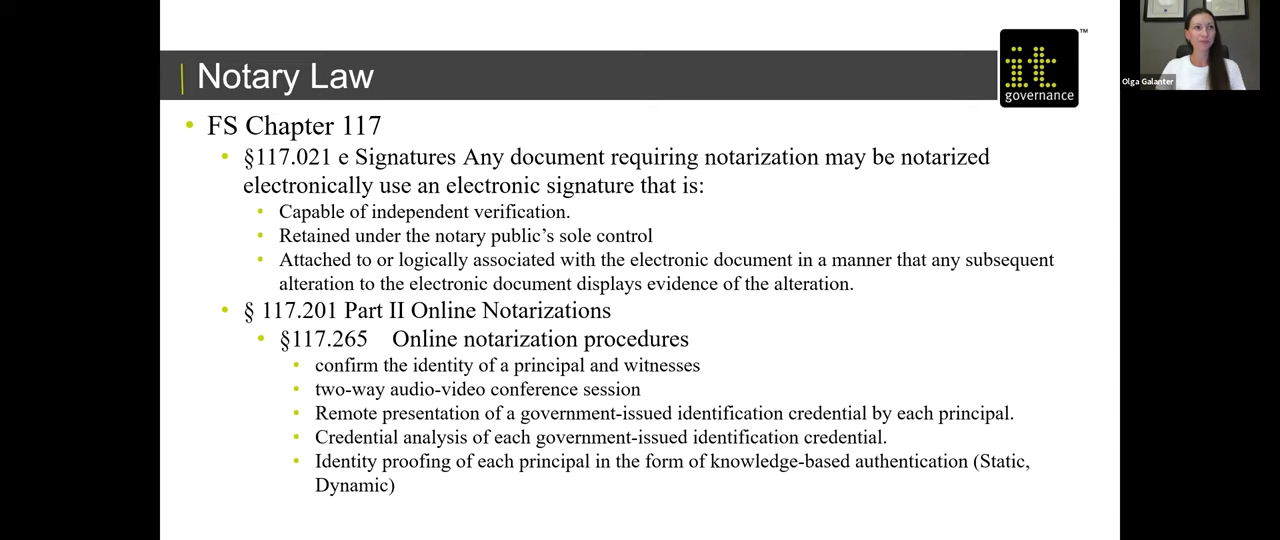 Notary Law
it
governance
™
Olga Galanter
• FS Chapter 117
• §117.021 e Signatures Any document requiring notarization may be notarized
electronically use an electronic signature that is:
• Capable of independent verification.
• Retained under the notary public’s sole control
• Attached to or logically associated with the electronic document in a manner that any subsequent
alteration to the electronic document displays evidence of the alteration.
• § 117.201 Part II Online Notarizations
• §117.265 Online notarization procedures
• confirm the identity of a principal and witnesses
• two-way audio-video conference session
• Remote presentation of a government-issued identification credential by each principal.
• Credential analysis of each government-issued identification credential.
• Identity proofing of each principal in the form of knowledge-based authentication (Static,
Dynamic)